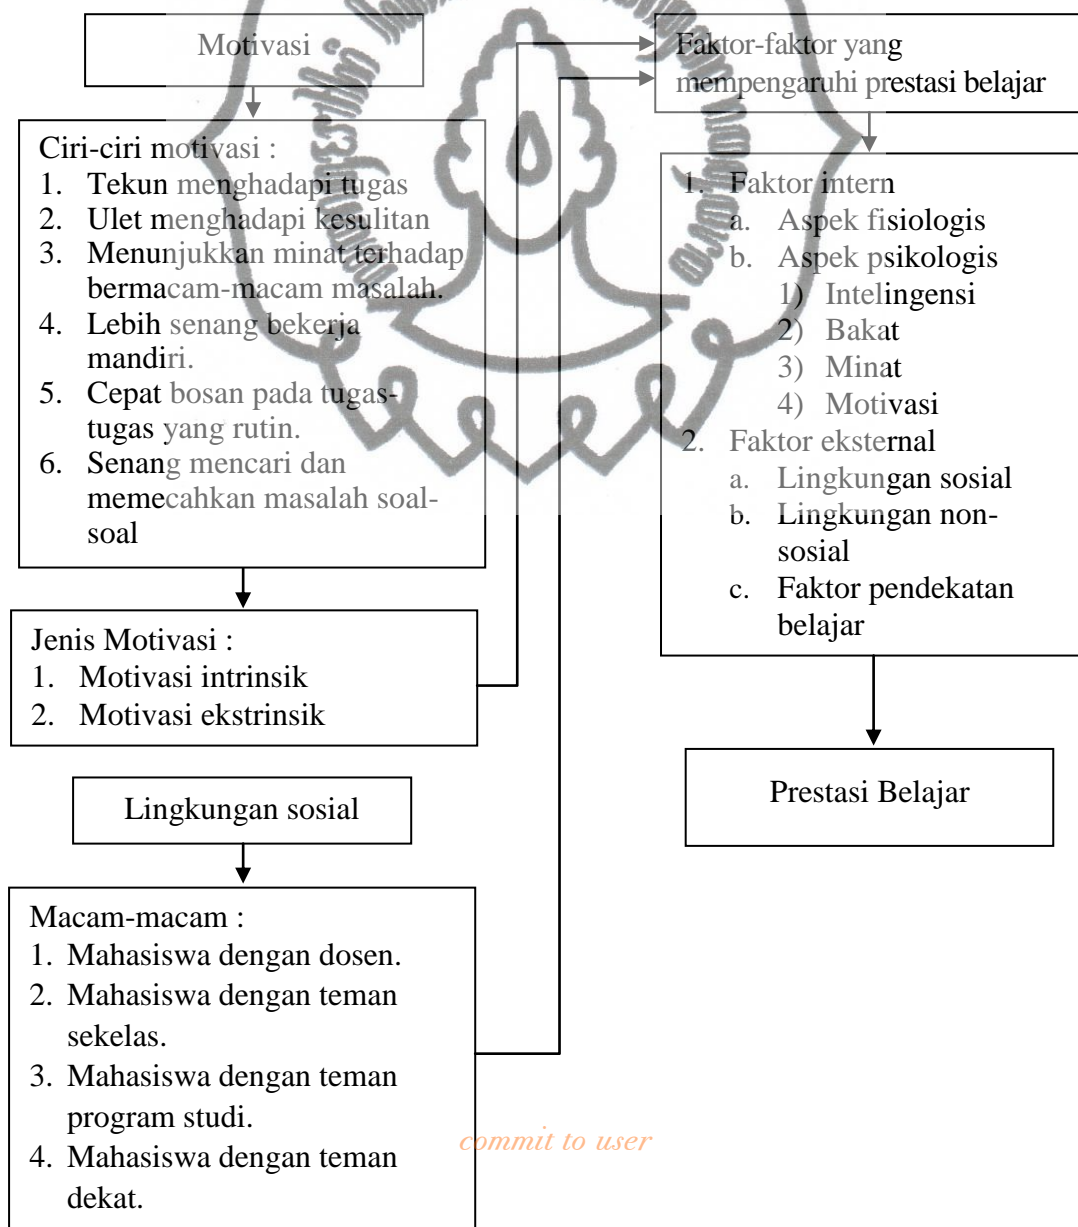 Motivasi
Ciri-ciri motivasi :
1. Tekun menghadapi tugas
2. Ulet menghadapi kesulitan
3. Menunjukkan minat terhadap
bermacam-macam masalah.
4. Lebih senang bekerja
mandiri.
5. Cepat bosan pada tugas-
tugas yang rutin.
6. Senang mencari dan
memecahkan masalah soal-
soal
Jenis Motivasi :
1. Motivasi intrinsik
2. Motivasi ekstrinsik
Lingkungan sosial
Macam-macam :
1. Mahasiswa dengan dosen.
2. Mahasiswa dengan teman
sekelas.
3. Mahasiswa dengan teman
program studi.
4. Mahasiswa dengan teman
dekat.
Faktor-faktor yang
mempengaruhi prestasi belajar
1. Faktor intern
a. Aspek fisiologis
b. Aspek psikologis
1) Intelingensi
2) Bakat
3) Minat
4) Motivasi
2. Faktor eksternal
a. Lingkungan sosial
b. Lingkungan non-
sosial
c. Faktor pendekatan
belajar
Prestasi Belajar
commit to user